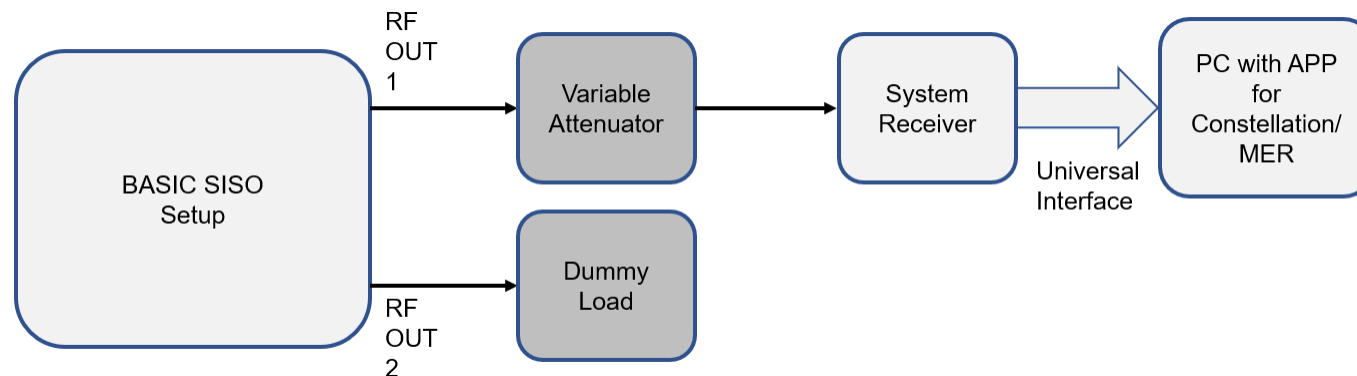 RF
OUT
1
BASIC SISO
Setup
Variable
Attenuator
System
Receiver
Universal
Interface
PC with APP
for
Constellation/
MER
Dummy
Load
RF
OUT
2